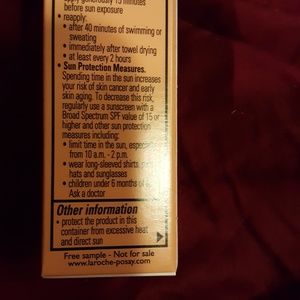 apply generously 15 minutes
before sun exposure
• reapply:
• after 40 minutes of swimming or
sweating
• immediately after towel drying
• at least every 2 hours
• Sun Protection Measures.
Spending time in the sun increases
your risk of skin cancer and early
skin aging. To decrease this risk,
regularly use a sunscreen with a
Broad Spectrum SPF value of 15 or
higher and other sun protection
measures including:
• limit time in the sun, especially
from 10 a.m. - 2 p.m.
• wear long-sleeved shirts,
hats and sunglasses
• children under 6 months of
Ask a doctor
Other information
• protect the product in this
container from excessive heat
and direct sun
Free sample - Not for sale
www.laroche-posay.com